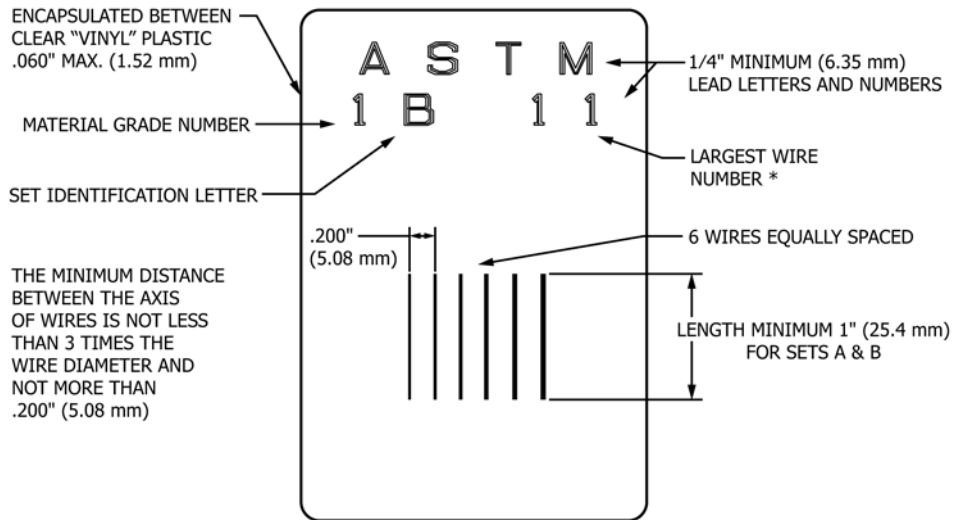 ENCAPSULATED BETWEEN
CLEAR “VINYL” PLASTIC
.060" MAX. (1.52 mm)
A S T M
1/4" MINIMUM (6.35 mm)
LEAD LETTERS AND NUMBERS
1 B 1 1
MATERIAL GRADE NUMBER
LARGEST WIRE
NUMBER *
SET IDENTIFICATION LETTER
.200"
(5.08 mm)
6 WIRES EQUALLY SPACED
THE MINIMUM DISTANCE
BETWEEN THE AXIS
OF WIRES IS NOT LESS
THAN 3 TIMES THE
WIRE DIAMETER AND
NOT MORE THAN
.200" (5.08 mm)
LENGTH MINIMUM 1" (25.4 mm)
FOR SETS A & B